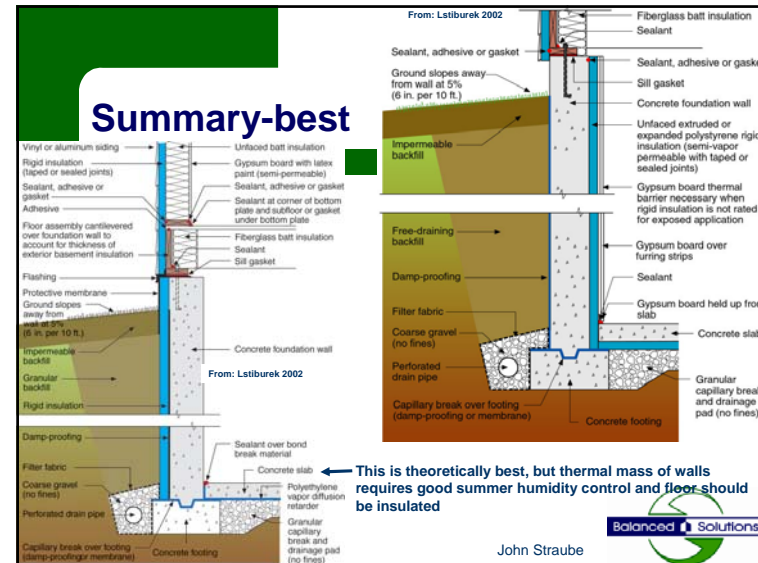 Summary-best
Vinyl or aluminum siding
Rigid insulation
(taped or sealed joints)
Sealant, adhesive or
gasket
Adhesive
Floor assembly cantilevered
over foundation wall to
account for thickness of
exterior basement insulation
Flashing
Protective membrane
Ground slopes
away from
wall at 5%
(6 in. per 10 ft.)
Impermeable
backfill
Granular
backfill
Rigid insulation
Damp-proofing
Filter fabric
Coarse gravel
(no fines)
Perforated drain pipe
Capillary break over footing
(damp-proofing or membrane)
Concrete footing
Unfaced batt insulation
Gypsum board with latex
paint (semi-permeable)
Sealant, adhesive or gasket
Sealant at corner of bottom
plate and subfloor or gasket
under bottom plate
Fiberglass batt insulation
Sealant
Sill gasket
Concrete foundation wall
From: Lstiburek 2002
Sealant over bond
break material
Concrete slab
Polyethylene
vapor diffusion
retarder
Granular
capillary
break and
drainage pad
(no fines)
From: Lstiburek 2002
Sealant, adhesive or gasket
Ground slopes away
from wall at 5%
(6 in. per 10 ft.)
Impermeable
backfill
Free-draining
backfill
Damp-proofing
Filter fabric
Coarse gravel
(no fines)
Perforated
drain pipe
Capillary break over footing
(damp-proofing or membrane)
Concrete footing
Fiberglass batt insulation
Sealant
Sealant, adhesive or gaske
Sill gasket
Concrete foundation wall
Unfaced extruded or
expanded polystyrene rigid
insulation (semi-vapor
permeable with taped or
sealed joints)
Gypsum board thermal
barrier necessary when
rigid insulation is not rated
for exposed application
Gypsum board over
furring strips
Sealant
Gypsum board held up from
slab
Concrete slab
Granular
capillary break
and drainage
pad (no fines)
This is theoretically best, but thermal mass of walls
requires good summer humidity control and floor should
be insulated
John Straube
Balanced Solutions